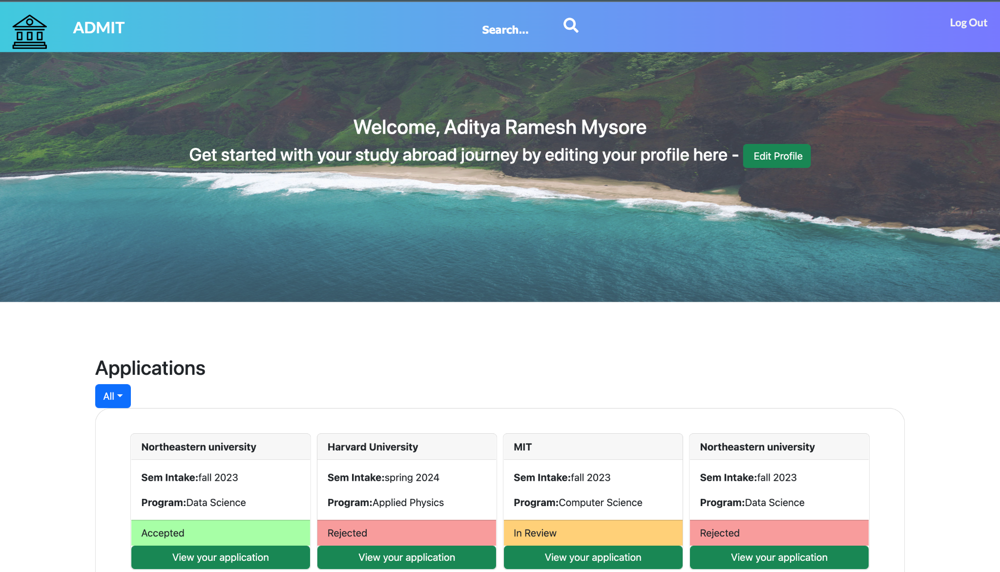 ADMIT
Search...
Log Out
Welcome, Aditya Ramesh Mysore
Get started with your study abroad journey by editing your profile here - Edit Profile
Applications
All
Northeastern university
Sem Intake:fall 2023
Program:Data Science
Accepted
View your application
Harvard University
Sem Intake:spring 2024
Program:Applied Physics
Rejected
View your application
MIT
Sem Intake:fall 2023
Program:Computer Science
In Review
View your application
Northeastern university
Sem Intake:fall 2023
Program:Data Science
Rejected
View your application